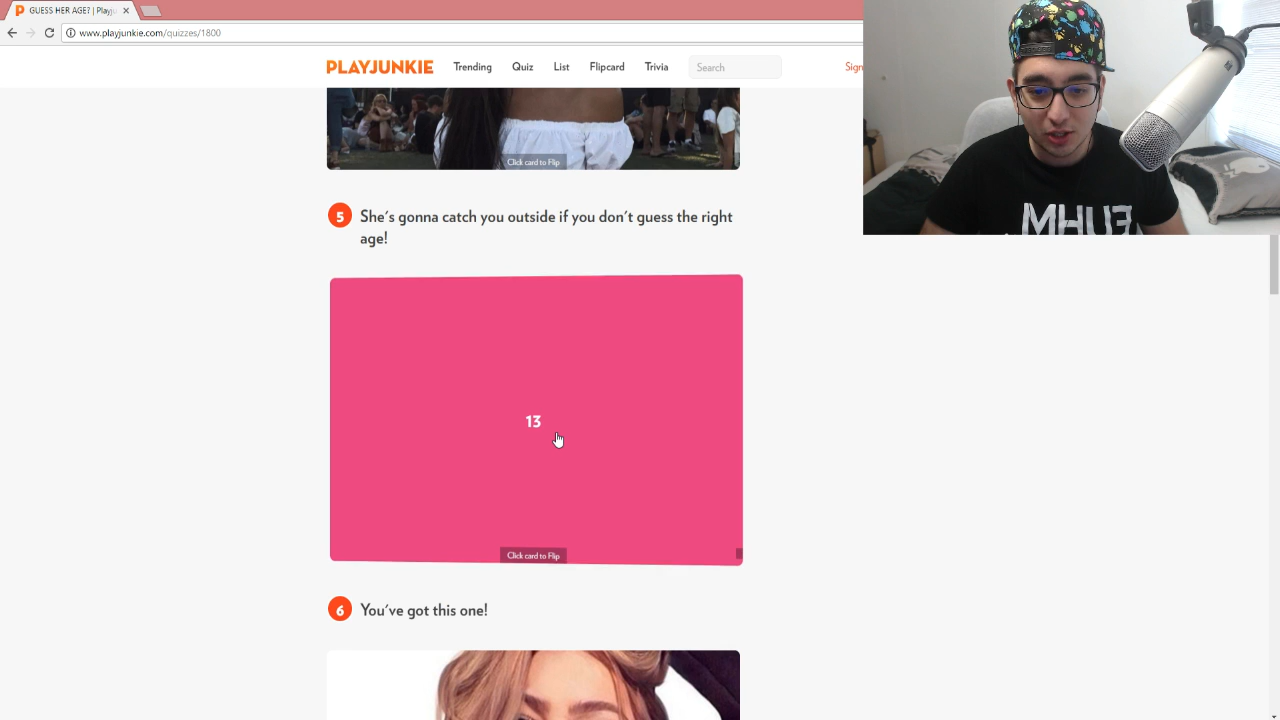 GUESS HER AGE? | Playju
www.playjunkie.com/quizzes/1800
PLAYJUNKIE Trending Quiz List Flipcard Trivia Search Sign
Click card to Flip
5 She's gonna catch you outside if you don't guess the right
age!
13
Click card to Flip
6 You've got this one!